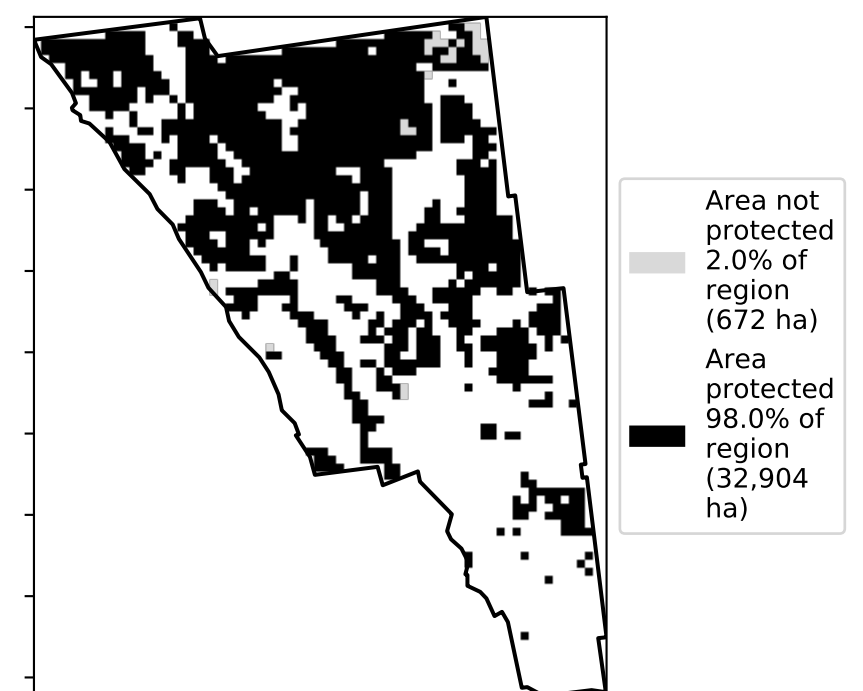 Area not
protected
2.0% of
region
(672 ha)
Area
protected
98.0% of
region
(32,904
ha)